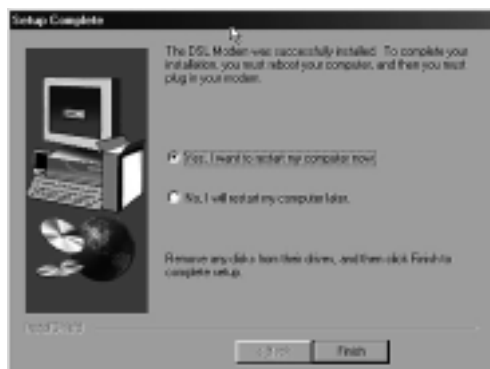 Setup Complete
The DSL Modem was successfully installed. To complete your
installation, you must reboot your computer, and then you must
plug in your modem.
Yes, I want to restart my computer now.
No, I will restart my computer later.
Remove any disks from their drives, and then click Finish to
complete setup.
InstallShield
< Back
Finish